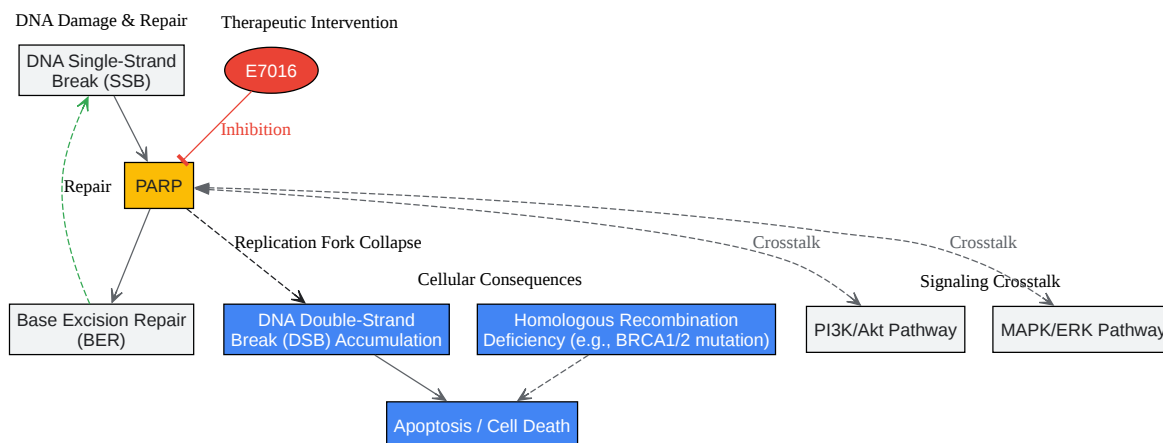 DNA Damage & Repair
Therapeutic Intervention
DNA Single-Strand
Break (SSB)
E7016
Inhibition
PARP
Repair
Replication Fork Collapse
Crosstalk
Crosstalk
Cellular Consequences
Signaling Crosstalk
Base Excision Repair
(BER)
DNA Double-Strand
Break (DSB) Accumulation
Homologous Recombination
Deficiency (e.g., BRCA1/2 mutation)
PI3K/Akt Pathway
MAPK/ERK Pathway
Apoptosis / Cell Death